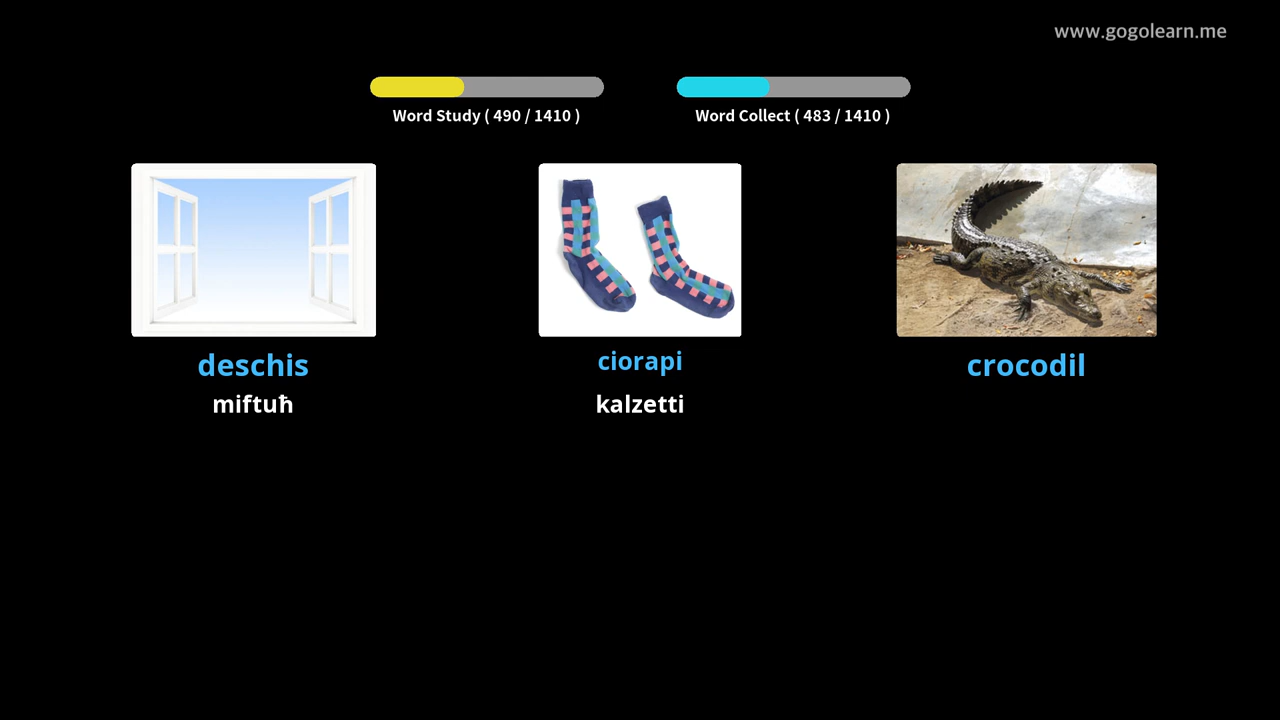 www.gogolearn.me
Word Study ( 490 / 1410 )
Word Collect ( 483 / 1410 )
deschis
ciorapi
crocodil
miftuħ
kalzetti